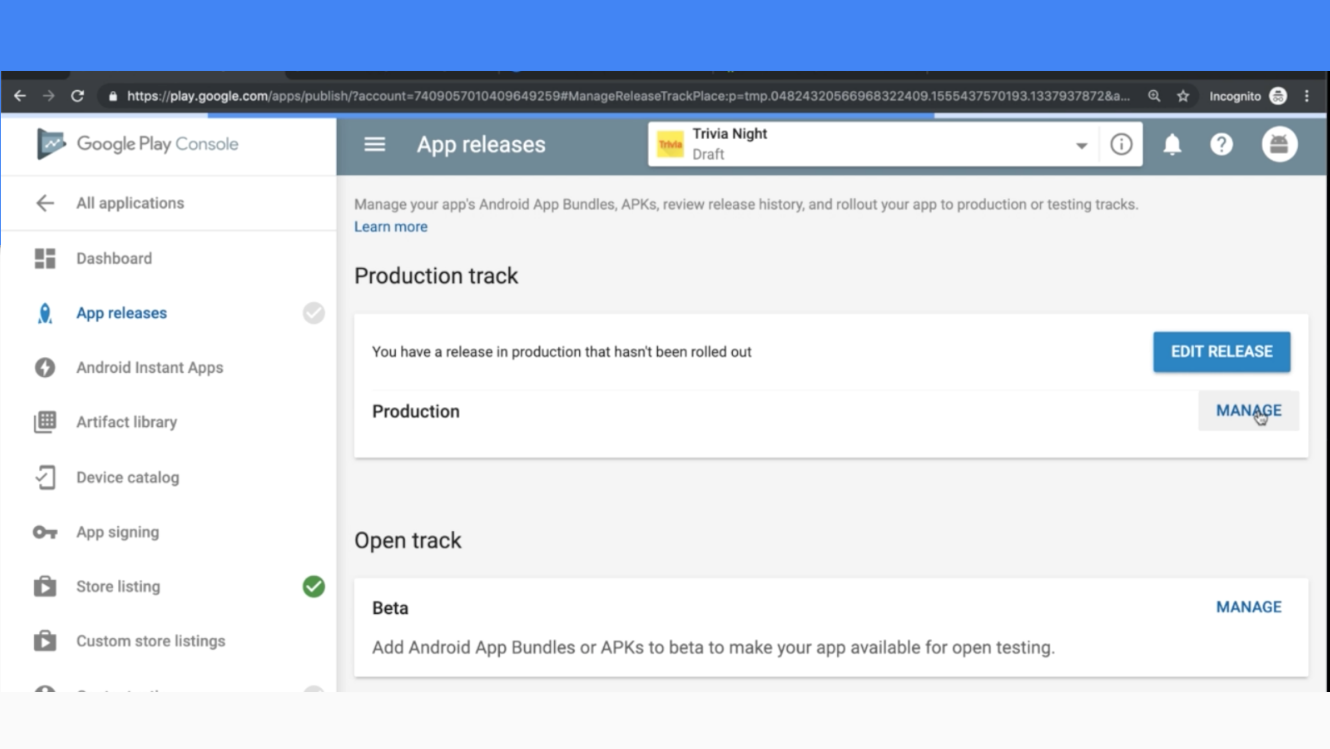 https://play.google.com/apps/publish/?account=7409057010409649259#ManageReleaseTrackPlace:p=tmp.04824320566968322409.1555437570193.1337937872&a...
Incognito
Google Play Console
App releases
Trivia
Trivia Night
Draft
All applications
Manage your app's Android App Bundles, APKs, review release history, and rollout your app to production or testing tracks.
Learn more
Dashboard
Production track
App releases
You have a release in production that hasn't been rolled out
EDIT RELEASE
Android Instant Apps
Production
MANAGE
Artifact library
Device catalog
App signing
Open track
Store listing
Beta
MANAGE
Custom store listings
Add Android App Bundles or APKs to beta to make your app available for open testing.